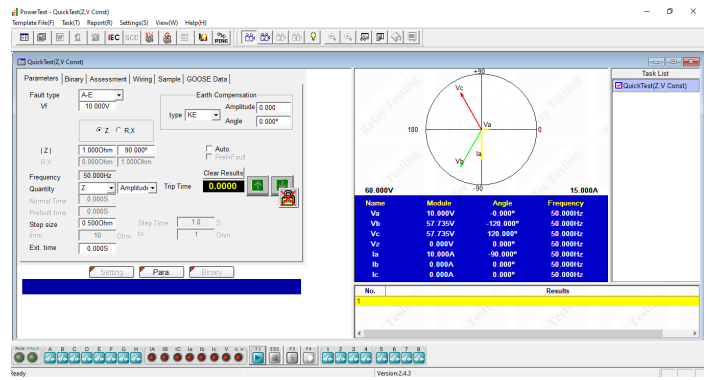 PowerTest - QuickTest(Z,V Const)
Template File(F) Task(T) Report(R) Settings(S) View(W) Help(H)
IEC SCD PING
QuickTest(Z,V Const)
Parameters Binary Assessment Wiring Sample GOOSE Data
Fault type A-E
Vf 10.000V
Earth Compensation
type KE
Amplitude 0.000
Angle 0.000°
Z R,X
|Z| 1.000Ohm 90.000°
R,X 0.000Ohm 1.000Ohm
Auto
Pref+Fault
Frequency 50.000Hz
Clear Results
Quantity Z Amplitude Trip Time 0.0000
Normal Time 0.000S
Prefault time 0.000S
Step size 0.500Ohm Step Time 1.0 S
from 10 Ohm 1 Ohm
Ext. time 0.000S
Setting Para. Binary
+90
180
0
-90
Vc
Va
Vb
Ia
60.000V
15.000A
Name Module Angle Frequency
Va 10.000V -0.000° 50.000Hz
Vb 57.735V -120.000° 50.000Hz
Vc 57.735V 120.000° 50.000Hz
Vz 0.000V 0.000° 50.000Hz
Ia 10.000A -90.000° 50.000Hz
Ib 0.000A 0.000° 50.000Hz
Ic 0.000A 0.000° 50.000Hz
Task List
QuickTest(Z,V Const)
No. Results
1
Relay Testing
A B C D E F G H IA IB IC Ia Ib Ic V F2 ESC F3 F4 1 2 3 4 5 6 7 8
Ready
Version:2.4.3